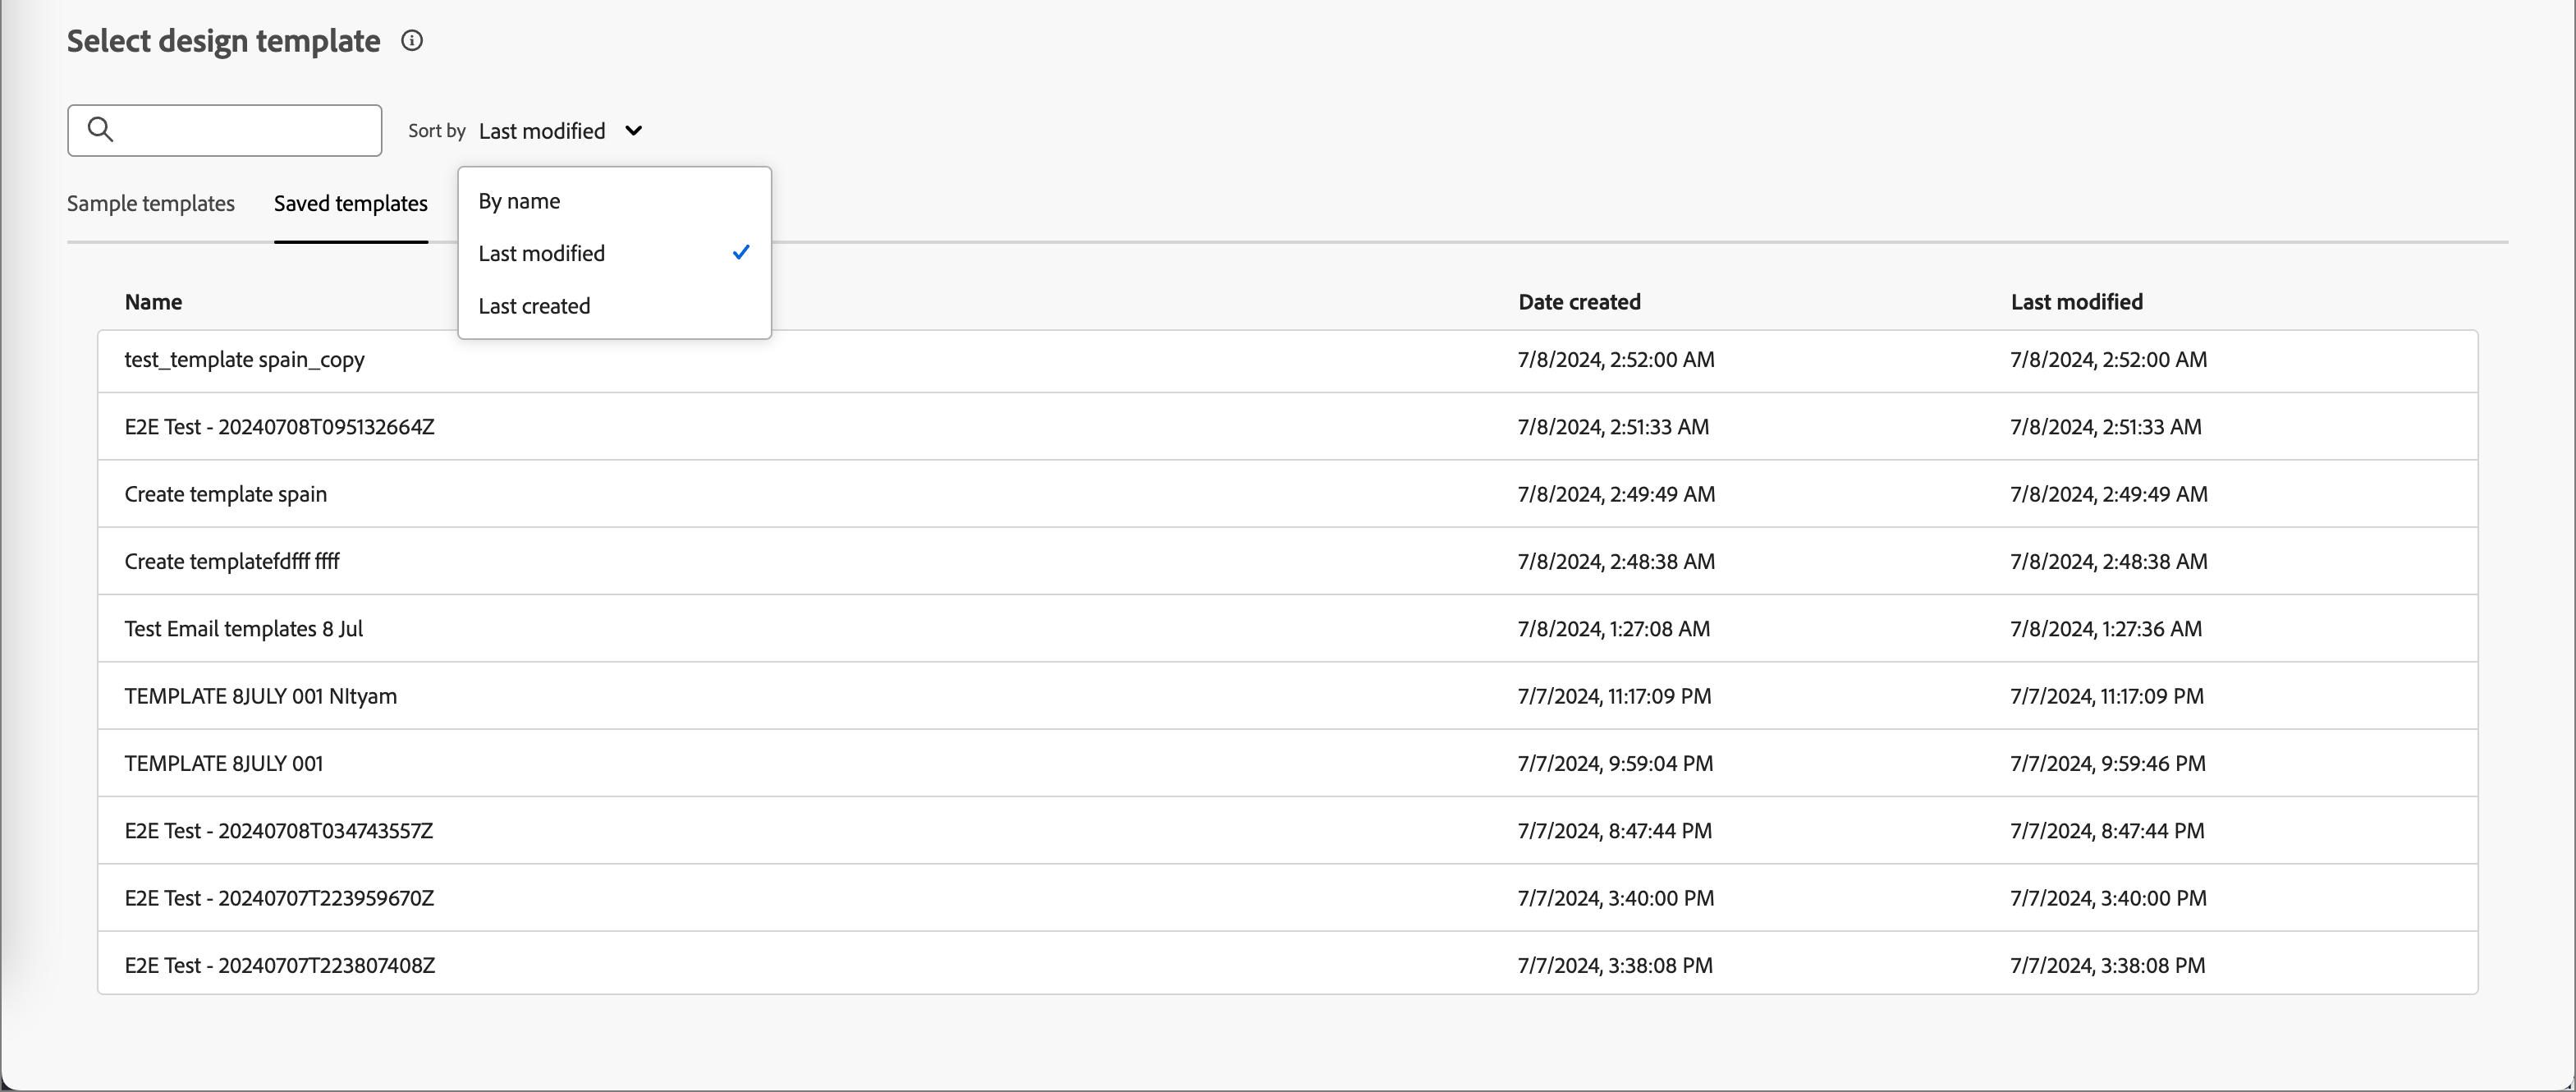 Select design template
Sort by Last modified
Sample templates Saved templates
By name
Last modified
Last created
Name Date created Last modified
test_template spain_copy 7/8/2024, 2:52:00 AM 7/8/2024, 2:52:00 AM
E2E Test - 20240708T095132664Z 7/8/2024, 2:51:33 AM 7/8/2024, 2:51:33 AM
Create template spain 7/8/2024, 2:49:49 AM 7/8/2024, 2:49:49 AM
Create templatefdfff ffff 7/8/2024, 2:48:38 AM 7/8/2024, 2:48:38 AM
Test Email templates 8 Jul 7/8/2024, 1:27:08 AM 7/8/2024, 1:27:36 AM
TEMPLATE 8JULY 001 NItyam 7/7/2024, 11:17:09 PM 7/7/2024, 11:17:09 PM
TEMPLATE 8JULY 001 7/7/2024, 9:59:04 PM 7/7/2024, 9:59:46 PM
E2E Test - 20240708T034743557Z 7/7/2024, 8:47:44 PM 7/7/2024, 8:47:44 PM
E2E Test - 20240707T223959670Z 7/7/2024, 3:40:00 PM 7/7/2024, 3:40:00 PM
E2E Test - 20240707T223807408Z 7/7/2024, 3:38:08 PM 7/7/2024, 3:38:08 PM